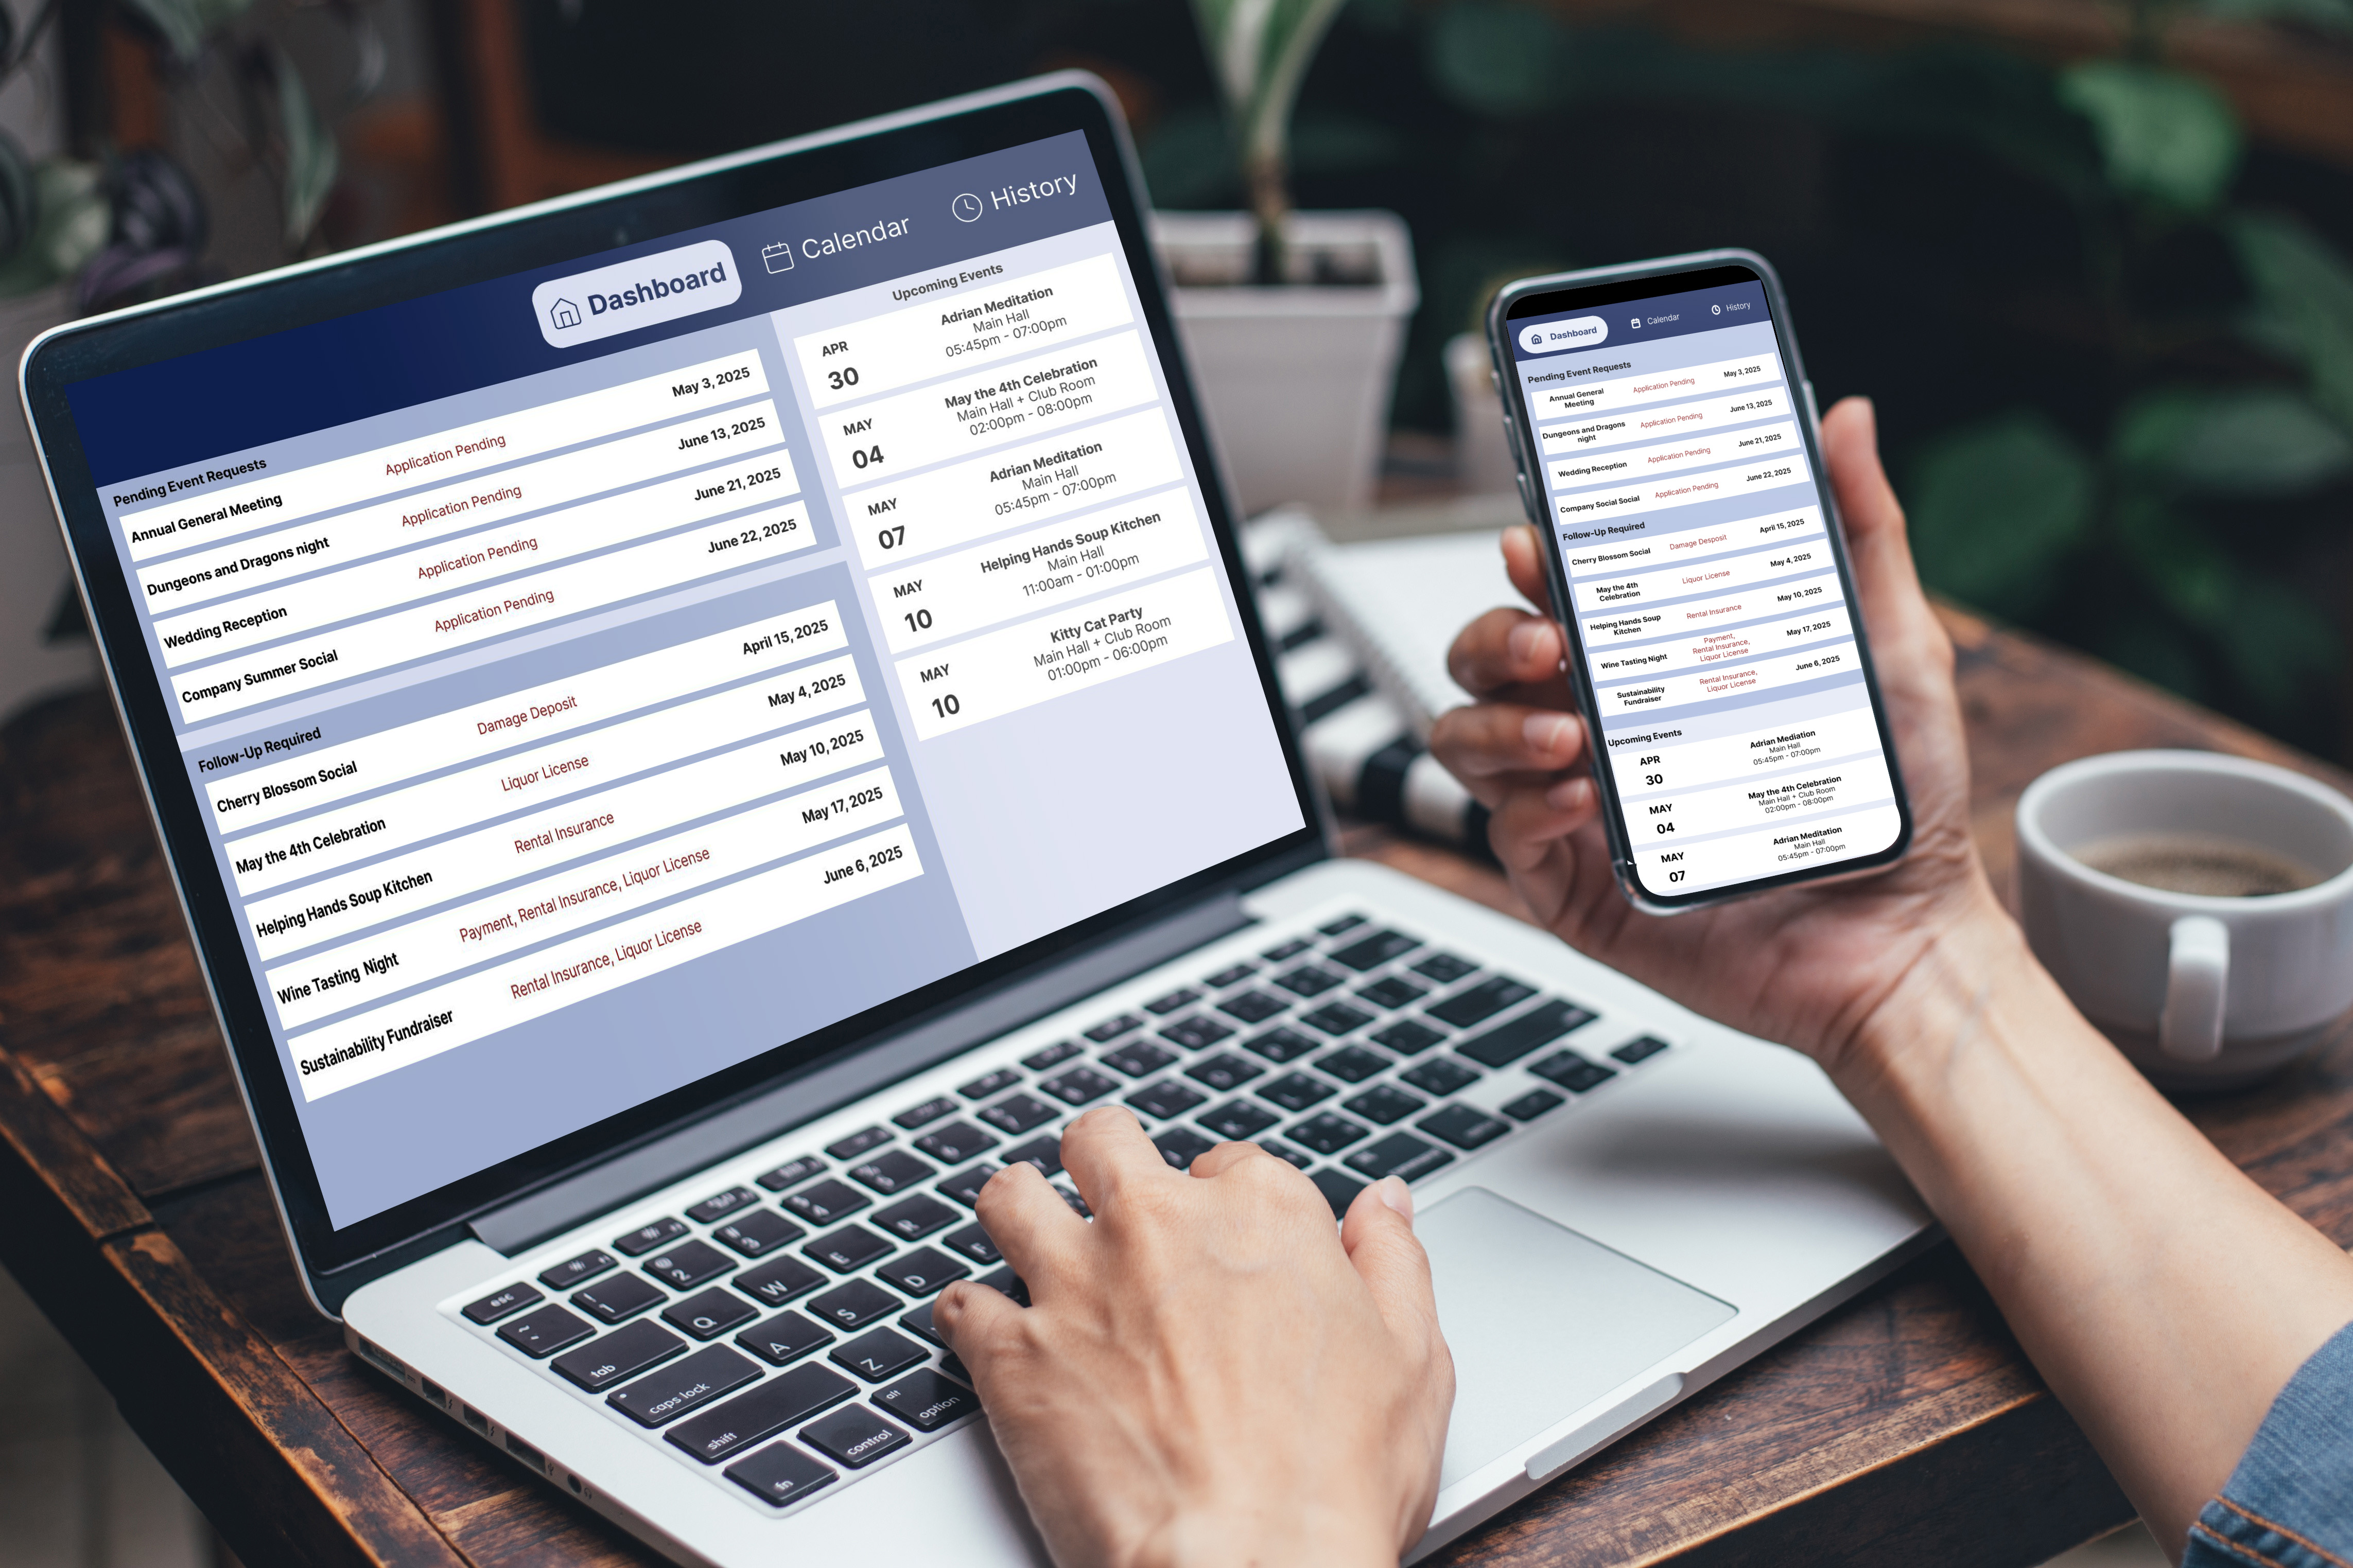 Dashboard
Calendar
History
Pending Event Requests
Annual General Meeting Application Pending May 3, 2025
Dungeons and Dragons night Application Pending June 13, 2025
Wedding Reception Application Pending June 21, 2025
Company Summer Social Application Pending June 22, 2025
Follow-Up Required
Cherry Blossom Social Damage Deposit April 15, 2025
May the 4th Celebration Liquor License May 4, 2025
Helping Hands Soup Kitchen Rental Insurance May 10, 2025
Wine Tasting Night Payment, Rental Insurance, Liquor License May 17, 2025
Sustainability Fundraiser Rental Insurance, Liquor License June 6, 2025
Upcoming Events
APR
30
Adrian Meditation
Main Hall
05:45pm - 07:00pm
MAY
04
May the 4th Celebration
Main Hall + Club Room
02:00pm - 08:00pm
MAY
07
Adrian Meditation
Main Hall
05:45pm - 07:00pm
MAY
10
Helping Hands Soup Kitchen
Main Hall
11:00am - 01:00pm
MAY
10
Kitty Cat Party
Main Hall + Club Room
01:00pm - 06:00pm
Dashboard
Calendar
History
Pending Event Requests
Annual General
Meeting
Application Pending
May 3, 2025
Dungeons and Dragons
night
Application Pending
June 13, 2025
Wedding Reception
Application Pending
June 21, 2025
Company Social Social
Application Pending
June 22, 2025
Follow-Up Required
Cherry Blossom Social
Damage Desposit
April 15, 2025
May the 4th
Celebration
Liquor License
May 4, 2025
Helping Hands Soup
Kitchen
Rental Insurance
May 10, 2025
Wine Tasting Night
Payment,
Rental Insurance,
Liquor License
May 17, 2025
Sustainability
Fundraiser
Rental Insurance,
Liquor License
June 6, 2025
Upcoming Events
APR
30
Adrian Mediation
Main Hall
05:45pm - 07:00pm
MAY
04
May the 4th Celebration
Main Hall + Club Room
02:00pm - 08:00pm
MAY
07
Adrian Meditation
Main Hall
05:45pm - 07:00pm
esc
~
!
1
@
2
#
3
$
4
tab
Q
W
E
R
caps lock
A
S
D
F
shift
Z
fn
control
alt
option